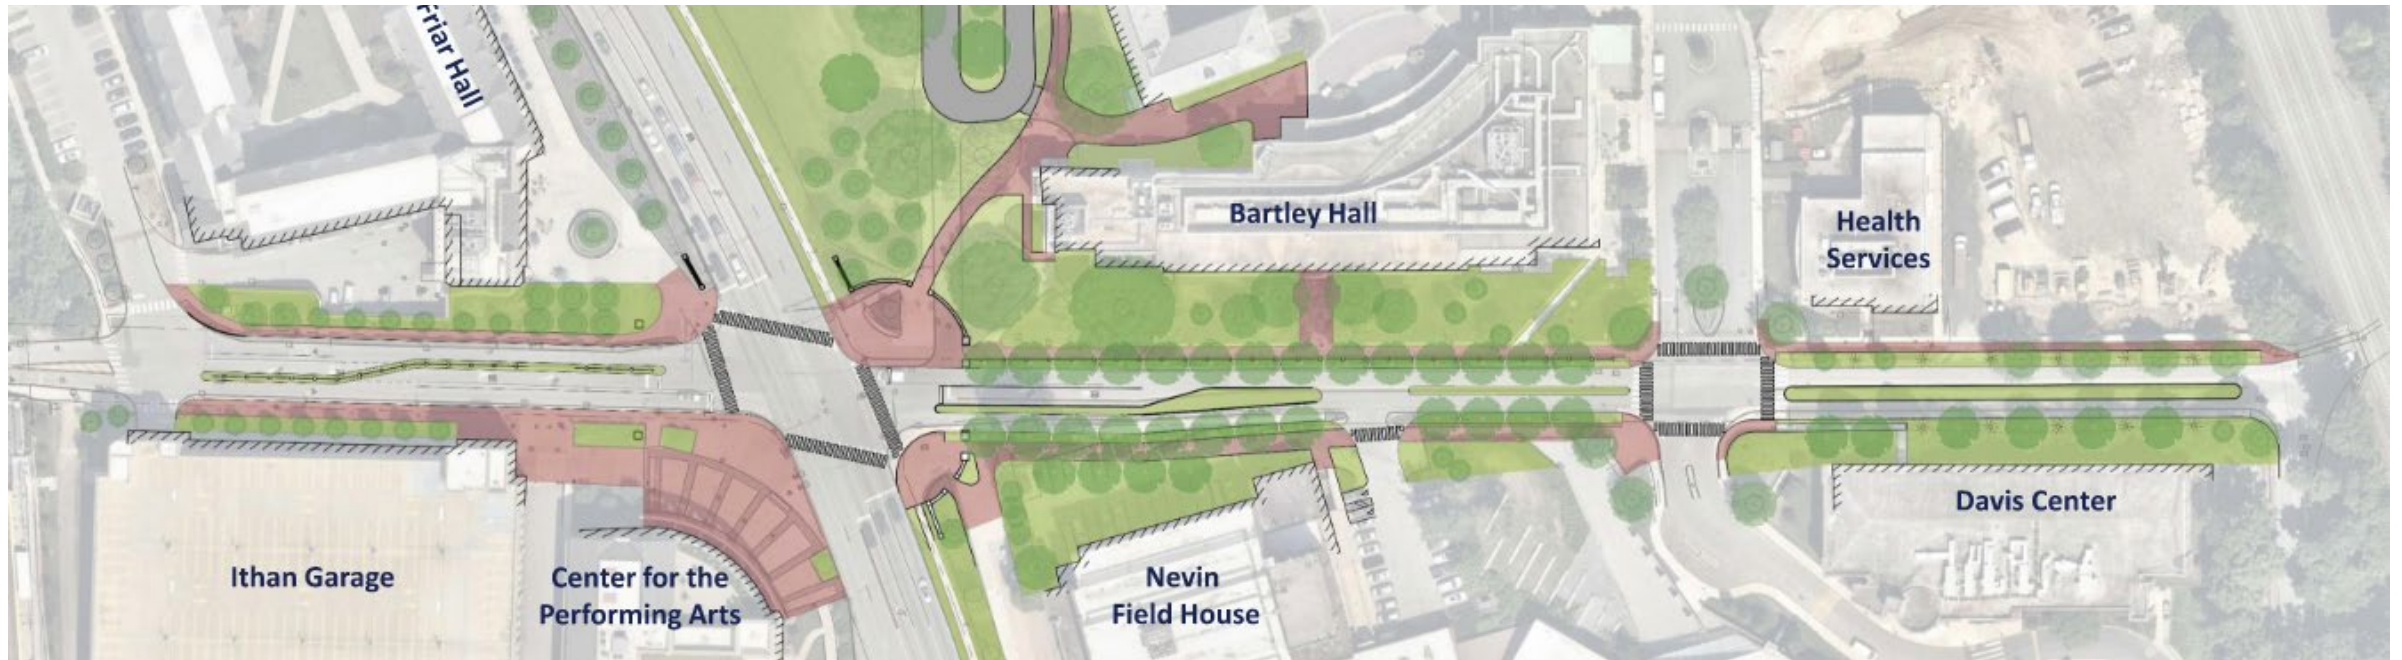 Friar Hall
Bartley Hall
Health
Services
Davis Center
Ithan Garage
Center for the
Performing Arts
Nevin
Field House